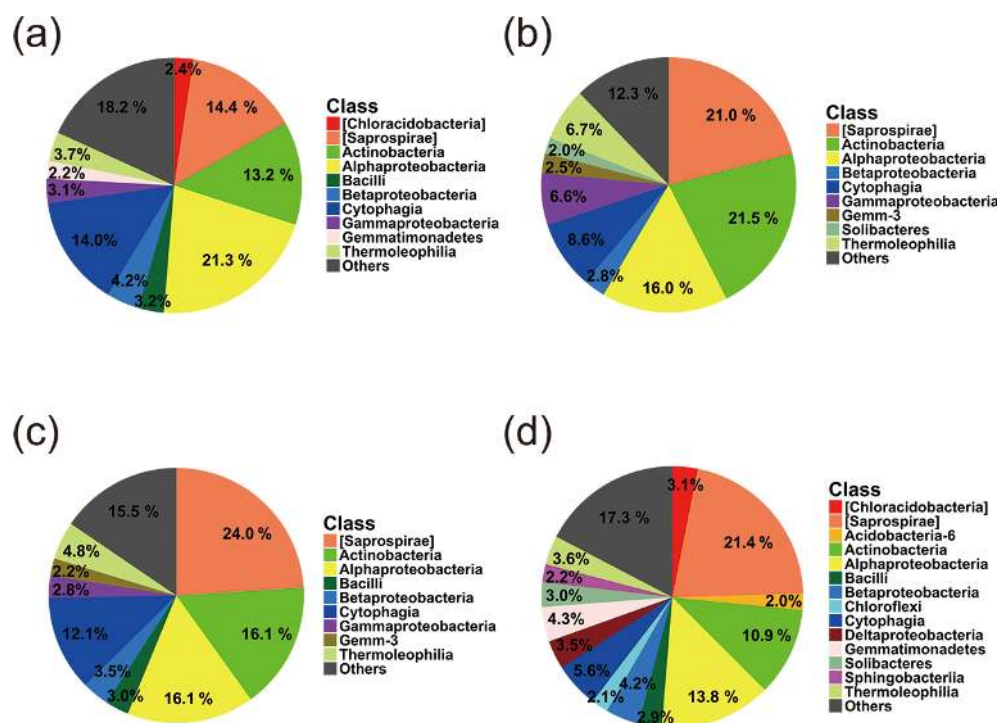 (a)
2.4%
14.4 %
13.2 %
21.3 %
3.2%
4.2%
14.0%
3.1%
2.2%
3.7%
18.2 %
Class
[Chloracidobacteria]
[Saprospirae]
Actinobacteria
Alphaproteobacteria
Bacilli
Betaproteobacteria
Cytophagia
Gammaproteobacteria
Gemmatimonadetes
Thermoleophilia
Others
(b)
21.0 %
21.5 %
16.0 %
2.8%
8.6%
6.6%
2.5%
2.0%
6.7%
12.3 %
Class
[Saprospirae]
Actinobacteria
Alphaproteobacteria
Betaproteobacteria
Cytophagia
Gammaproteobacteria
Gemm-3
Solibacteres
Thermoleophilia
Others
(c)
24.0 %
16.1 %
16.1 %
3.0%
3.5%
12.1%
2.8%
2.2%
4.8%
15.5 %
Class
[Saprospirae]
Actinobacteria
Alphaproteobacteria
Bacilli
Betaproteobacteria
Cytophagia
Gammaproteobacteria
Gemm-3
Thermoleophilia
Others
(d)
3.1%
21.4 %
2.0%
10.9 %
13.8 %
2.9%
4.2%
2.1%
5.6%
3.5%
4.3%
3.0%
2.2%
3.6%
17.3 %
Class
[Chloracidobacteria]
[Saprospirae]
Acidobacteria-6
Actinobacteria
Alphaproteobacteria
Bacilli
Betaproteobacteria
Chloroflexi
Cytophagia
Deltaproteobacteria
Gemmatimonadetes
Solibacteres
Sphingobacteriia
Thermoleophilia
Others